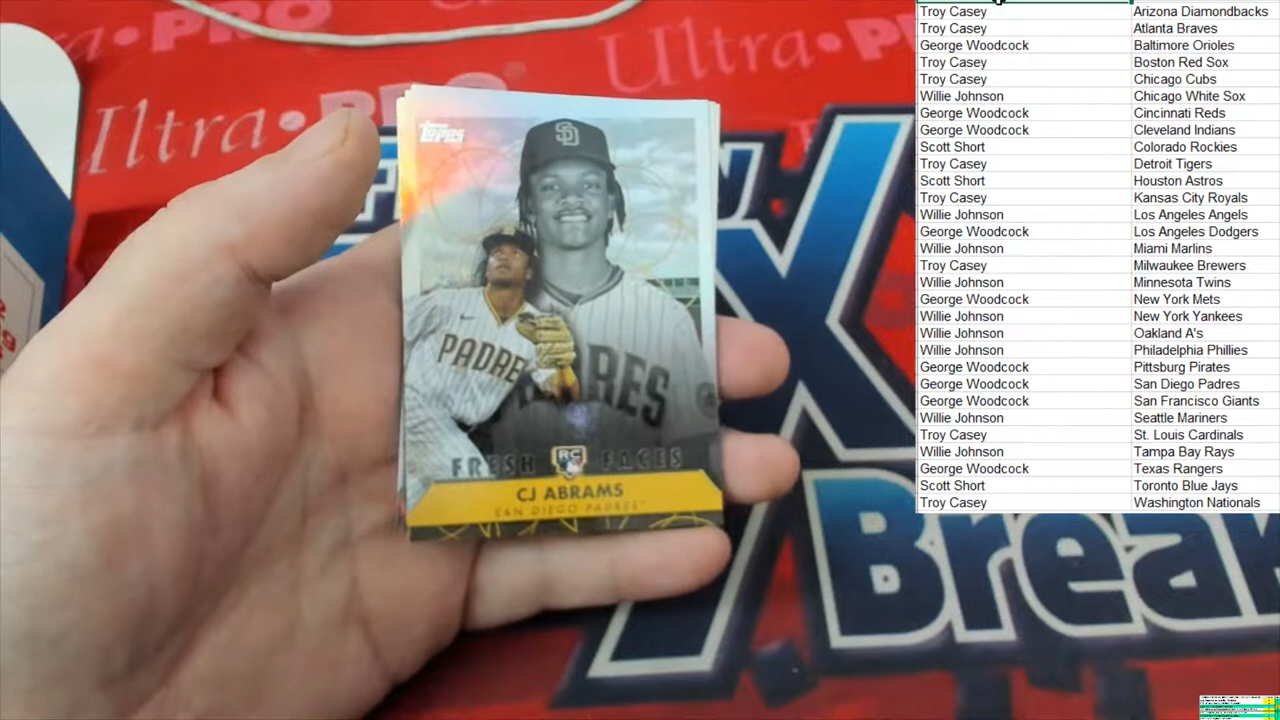 Ultra•PRO
Ultra•PRO
Ultra•PRO
Topps
SD
PADRE
DRES
FRESH RC FACES
CJ ABRAMS
SAN DIEGO PADRES
X
Break
Troy Casey Arizona Diamondbacks
Troy Casey Atlanta Braves
George Woodcock Baltimore Orioles
Troy Casey Boston Red Sox
Troy Casey Chicago Cubs
Willie Johnson Chicago White Sox
George Woodcock Cincinnati Reds
George Woodcock Cleveland Indians
Scott Short Colorado Rockies
Troy Casey Detroit Tigers
Scott Short Houston Astros
Troy Casey Kansas City Royals
Willie Johnson Los Angeles Angels
George Woodcock Los Angeles Dodgers
Willie Johnson Miami Marlins
Troy Casey Milwaukee Brewers
Willie Johnson Minnesota Twins
George Woodcock New York Mets
Willie Johnson New York Yankees
Willie Johnson Oakland A's
Willie Johnson Philadelphia Phillies
George Woodcock Pittsburg Pirates
George Woodcock San Diego Padres
George Woodcock San Francisco Giants
Willie Johnson Seattle Mariners
Troy Casey St. Louis Cardinals
Willie Johnson Tampa Bay Rays
George Woodcock Texas Rangers
Scott Short Toronto Blue Jays
Troy Casey Washington Nationals